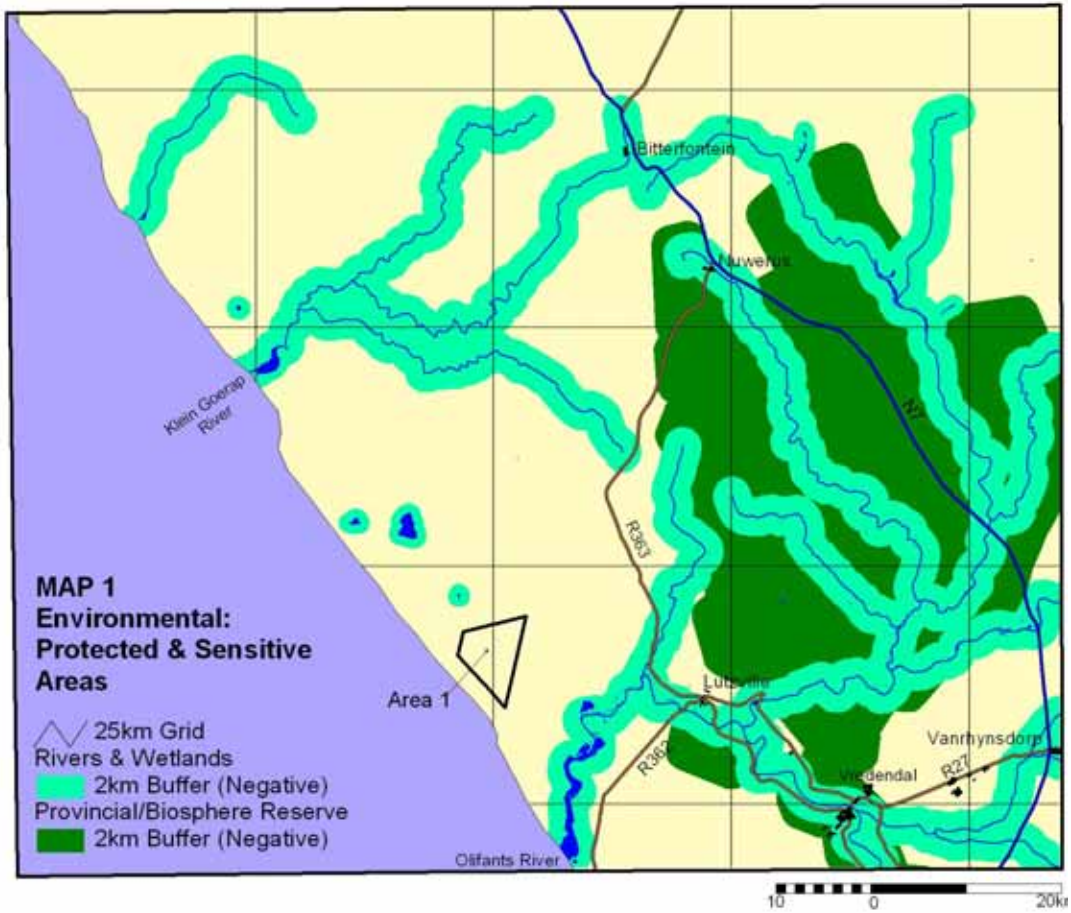 Bitterfontein
Nuwerus
Klein Goerap
River
N7
R363
MAP 1
Environmental:
Protected & Sensitive
Areas
Area 1
Lutzville
25km Grid
Rivers & Wetlands
2km Buffer (Negative)
Provincial/Biosphere Reserve
2km Buffer (Negative)
R362
Vanrhynsdorp
Vredendal
R27
Olifants River
10 0 20km